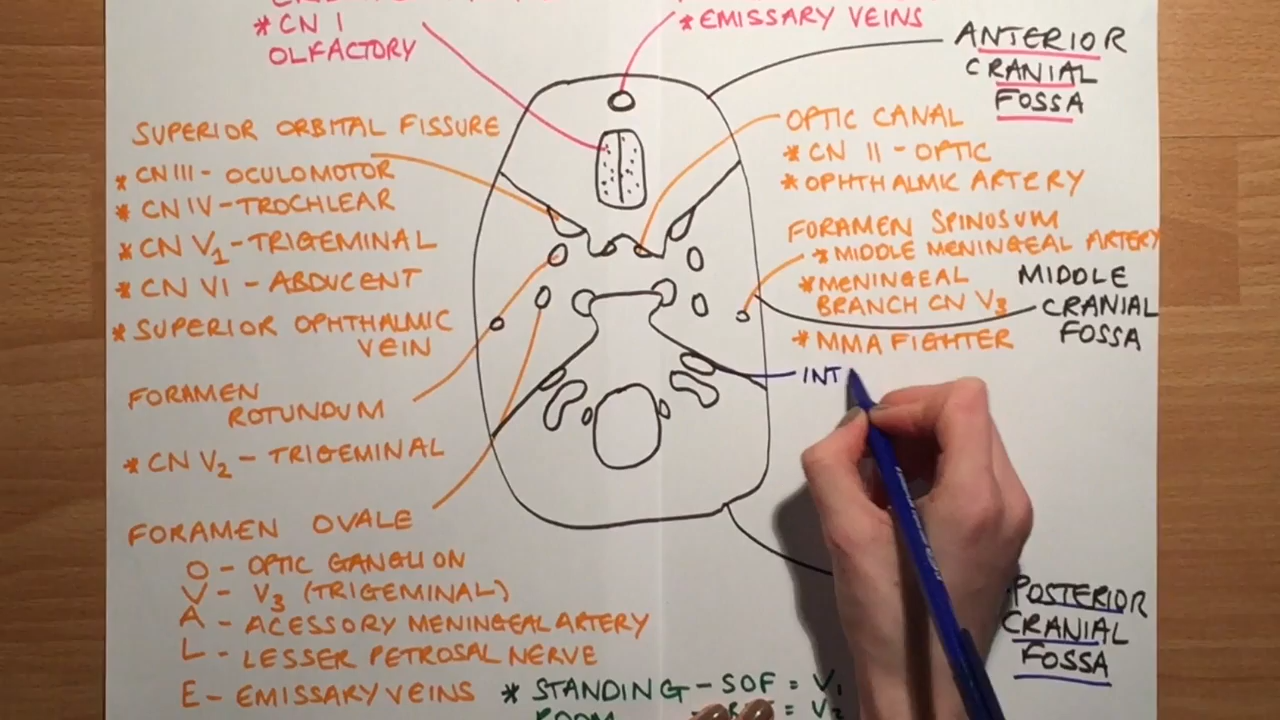 *CN I
OLFACTORY
*EMISSARY VEINS
ANTERIOR
CRANIAL
FOSSA
SUPERIOR ORBITAL FISSURE
*CN III- OCULOMOTOR
*CN IV-TROCHLEAR
*CN V1-TRIGEMINAL
*CN VI - ABDUCENT
*SUPERIOR OPHTHALMIC
VEIN
OPTIC CANAL
*CN II-OPTIC
*OPHTHALMIC ARTERY
FORAMEN SPINOSUM
*MIDDLE MENINGEAL ARTERY
*MENINGEAL
BRANCH CN V3
*MMA FIGHTER
MIDDLE
CRANIAL
FOSSA
INT
FORAMEN
ROTUNDUM
*CN V2-TRIGEMINAL
FORAMEN OVALE
O - OPTIC GANGLION
V - V3 (TRIGEMINAL)
A - ACESSORY MENINGEAL ARTERY
L - LESSER PETROSAL NERVE
E- EMISSARY VEINS
POSTERIOR
CRANIAL
FOSSA
* STANDING-SOF = V1
ROOM = V2